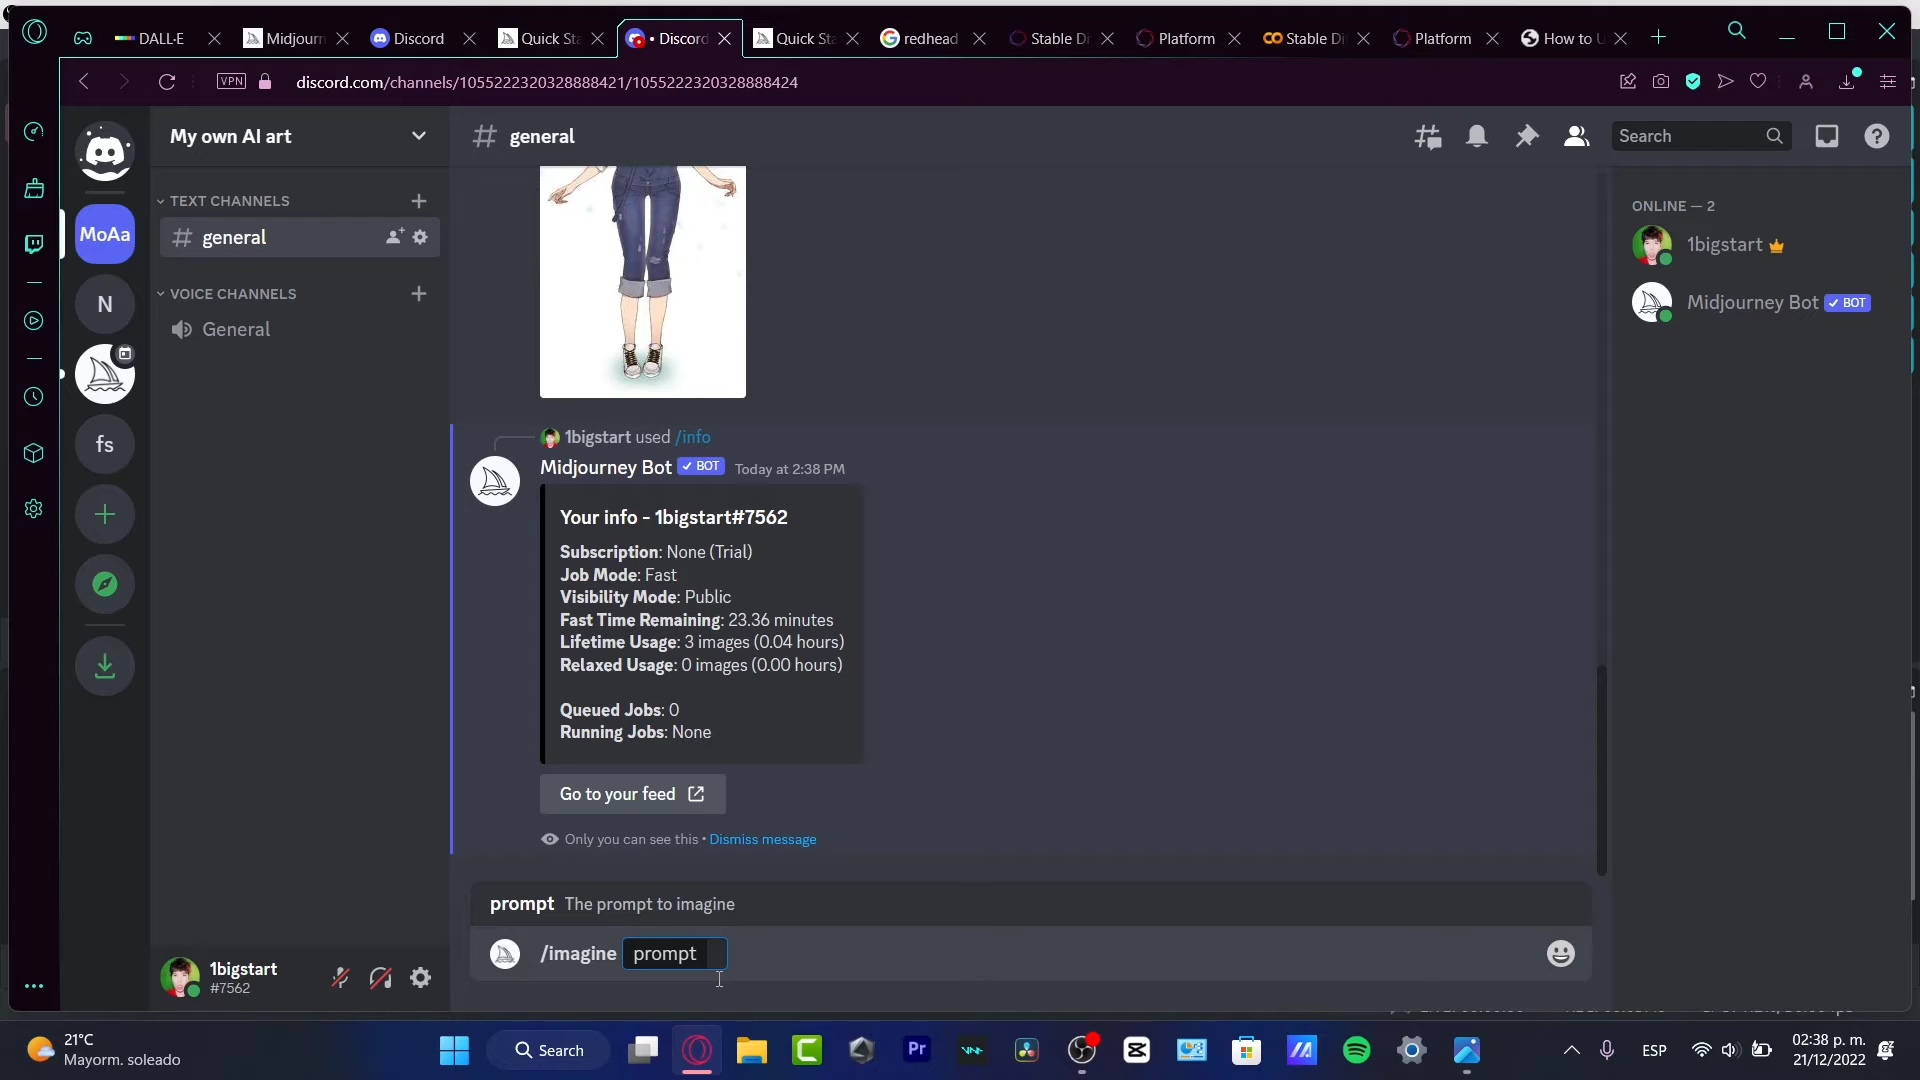 DALL·E
Midjourn
Discord
Quick Sta
• Discord
Quick Sta
redhead
Stable Di
Platform
Stable Di
Platform
How to U
VPN
discord.com/channels/1055222320328888421/1055222320328888424
My own AI art
general
Search
TEXT CHANNELS
general
VOICE CHANNELS
General
MoAa
N
fs
1bigstart used /info
Midjourney Bot BOT Today at 2:38 PM
Your info - 1bigstart#7562
Subscription: None (Trial)
Job Mode: Fast
Visibility Mode: Public
Fast Time Remaining: 23.36 minutes
Lifetime Usage: 3 images (0.04 hours)
Relaxed Usage: 0 images (0.00 hours)
Queued Jobs: 0
Running Jobs: None
Go to your feed
Only you can see this • Dismiss message
prompt The prompt to imagine
/imagine prompt
ONLINE — 2
1bigstart
Midjourney Bot BOT
1bigstart
#7562
21°C
Mayorm. soleado
Search
Pr
ESP
02:38 p. m.
21/12/2022